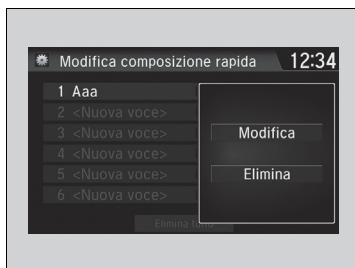 Modifica composizione rapida 12:34
1 Aaa
2 <Nuova voce>
3 <Nuova voce>
4 <Nuova voce>
5 <Nuova voce>
6 <Nuova voce>
Modifica
Elimina
Elimina tutto